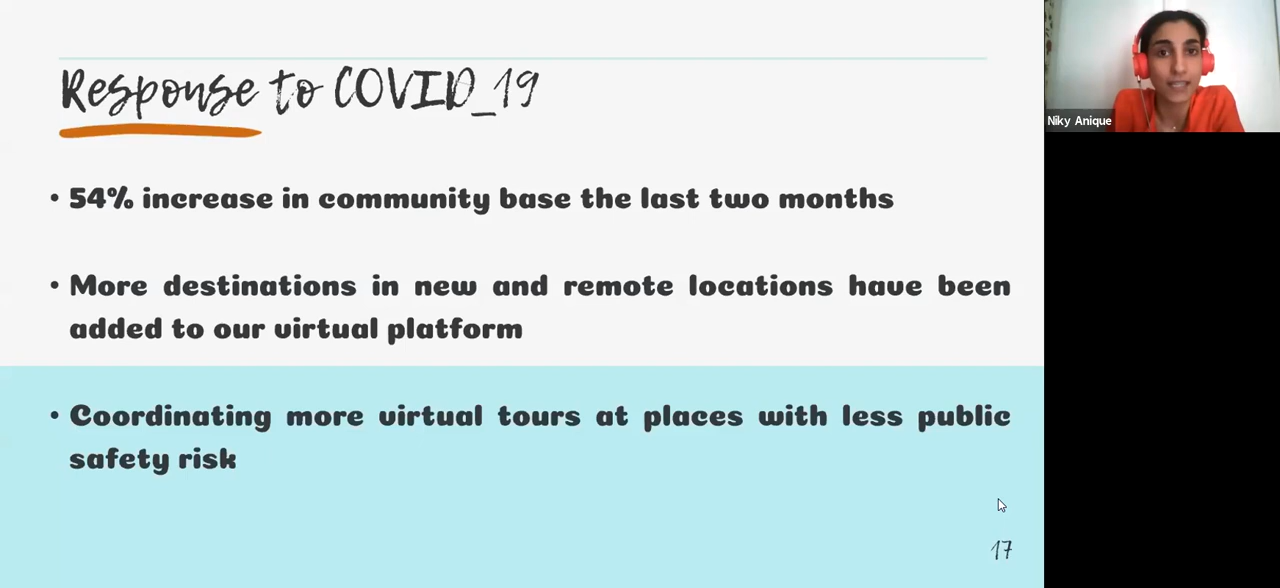 Response to COVID_19
• 54% increase in community base the last two months
• More destinations in new and remote locations have been
added to our virtual platform
• Coordinating more virtual tours at places with less public
safety risk
17
Niky Anique